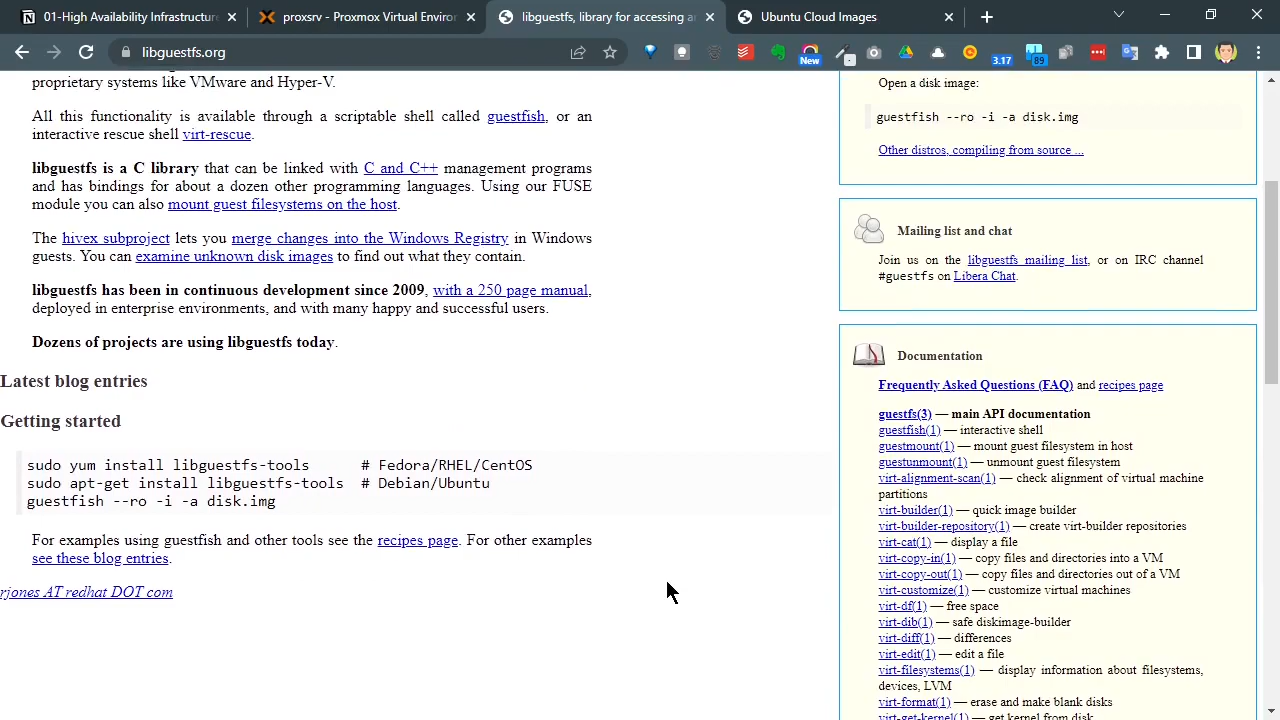 01-High Availability Infrastructur
proxsrv - Proxmox Virtual Enviror
libguestfs, library for accessing a
Ubuntu Cloud Images
libguestfs.org
New
3.17
89
proprietary systems like VMware and Hyper-V.
All this functionality is available through a scriptable shell called guestfish, or an
interactive rescue shell virt-rescue.
libguestfs is a C library that can be linked with C and C++ management programs
and has bindings for about a dozen other programming languages. Using our FUSE
module you can also mount guest filesystems on the host.
The hivex subproject lets you merge changes into the Windows Registry in Windows
guests. You can examine unknown disk images to find out what they contain.
libguestfs has been in continuous development since 2009, with a 250 page manual,
deployed in enterprise environments, and with many happy and successful users.
Dozens of projects are using libguestfs today.
Latest blog entries
Getting started
sudo yum install libguestfs-tools # Fedora/RHEL/CentOS
sudo apt-get install libguestfs-tools # Debian/Ubuntu
guestfish --ro -i -a disk.img
For examples using guestfish and other tools see the recipes page. For other examples
see these blog entries.
rjones AT redhat DOT com
Open a disk image:
guestfish --ro -i -a disk.img
Other distros, compiling from source ...
Mailing list and chat
Join us on the libguestfs mailing list, or on IRC channel
#guestfs on Libera Chat.
Documentation
Frequently Asked Questions (FAQ) and recipes page
guestfs(3) — main API documentation
guestfish(1) — interactive shell
guestmount(1) — mount guest filesystem in host
guestunmount(1) — unmount guest filesystem
virt-alignment-scan(1) — check alignment of virtual machine
partitions
virt-builder(1) — quick image builder
virt-builder-repository(1) — create virt-builder repositories
virt-cat(1) — display a file
virt-copy-in(1) — copy files and directories into a VM
virt-copy-out(1) — copy files and directories out of a VM
virt-customize(1) — customize virtual machines
virt-df(1) — free space
virt-dib(1) — safe diskimage-builder
virt-diff(1) — differences
virt-edit(1) — edit a file
virt-filesystems(1) — display information about filesystems,
devices, LVM
virt-format(1) — erase and make blank disks
virt-get-kernel(1) — get kernel from disk